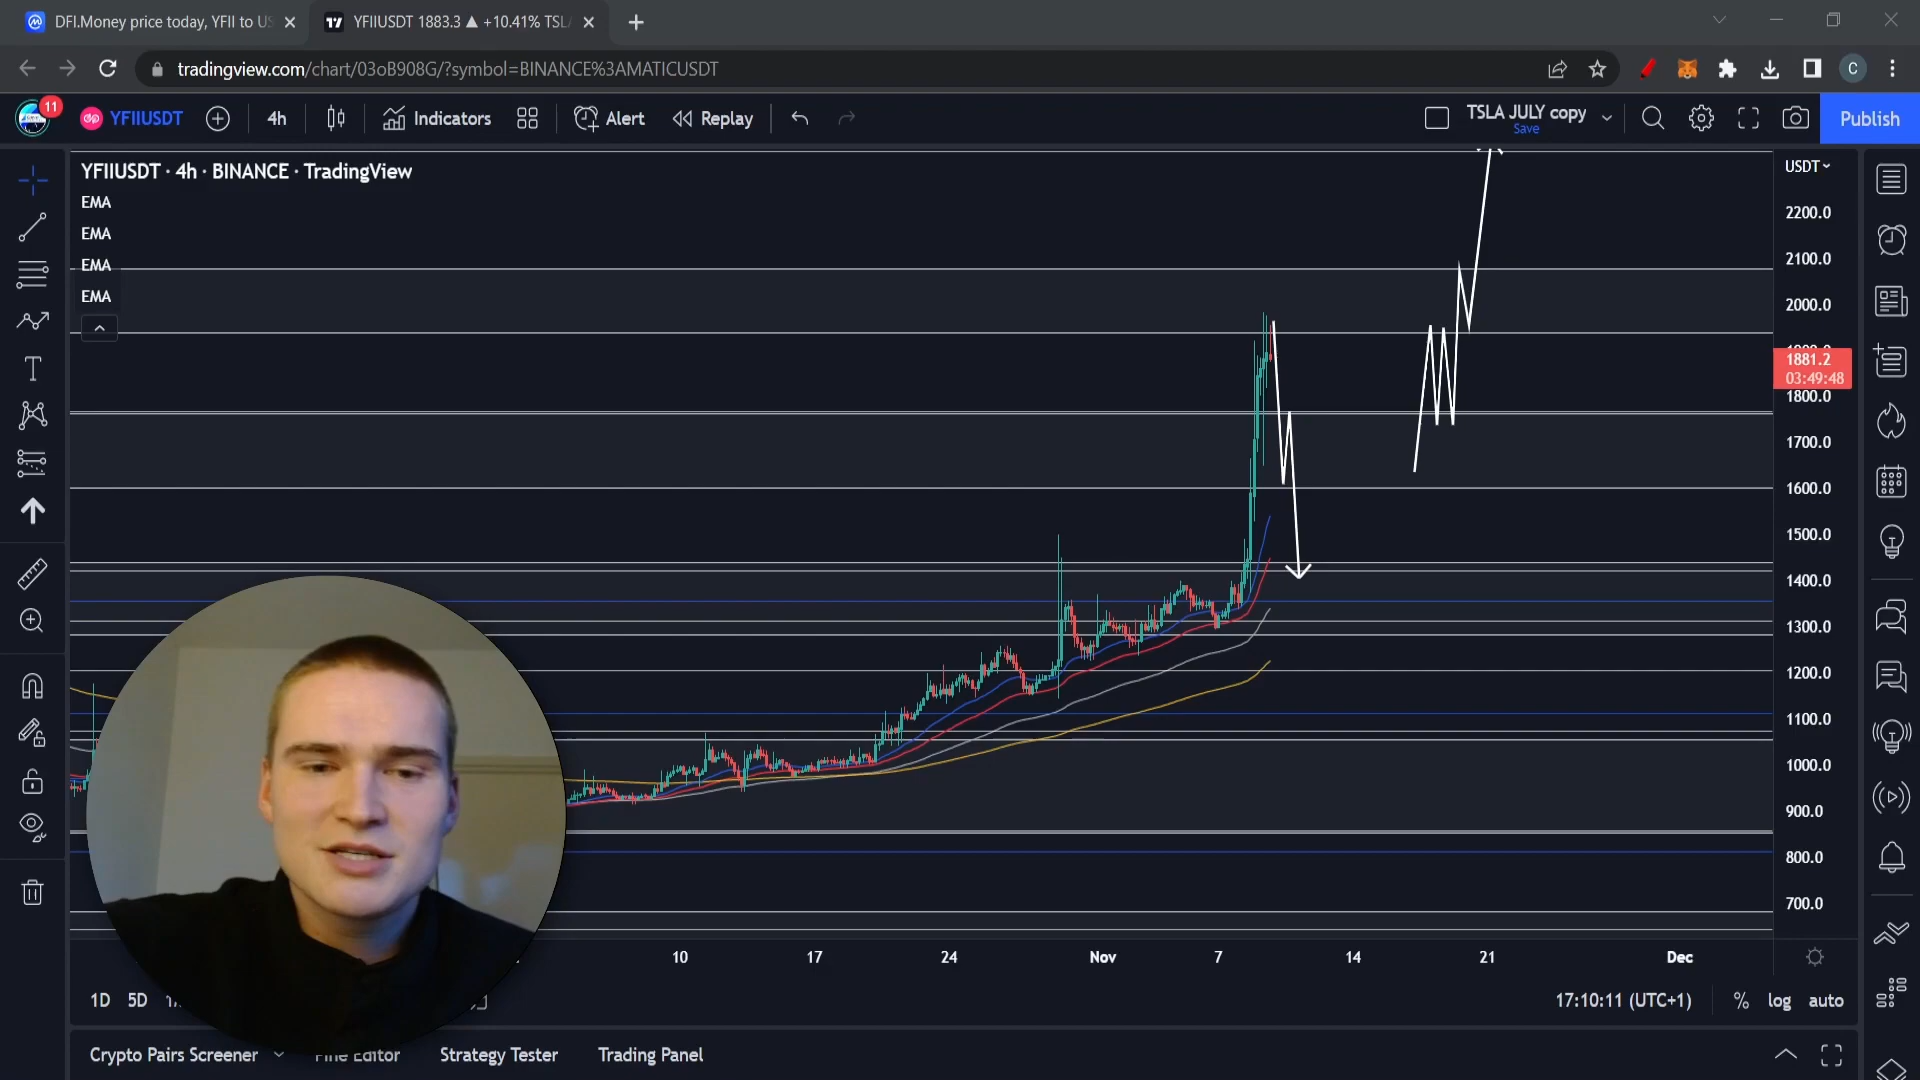 DFI.Money price today, YFII to US
YFIIUSDT 1883.3 ▲ +10.41% TSLA
tradingview.com/chart/03oB908G/?symbol=BINANCE%3AMATICUSDT
C
11
YFIIUSDT
4h
Indicators
Alert
Replay
TSLA JULY copy
Save
Publish
YFIIUSDT · 4h · BINANCE · TradingView
EMA
EMA
EMA
EMA
USDT
2200.0
2100.0
2000.0
1881.2
03:49:48
1800.0
1700.0
1600.0
1500.0
1400.0
1300.0
1200.0
1100.0
1000.0
900.0
800.0
700.0
10
17
24
Nov
7
14
21
Dec
1D
5D
17:10:11 (UTC+1)
%
log
auto
Crypto Pairs Screener
Pine Editor
Strategy Tester
Trading Panel